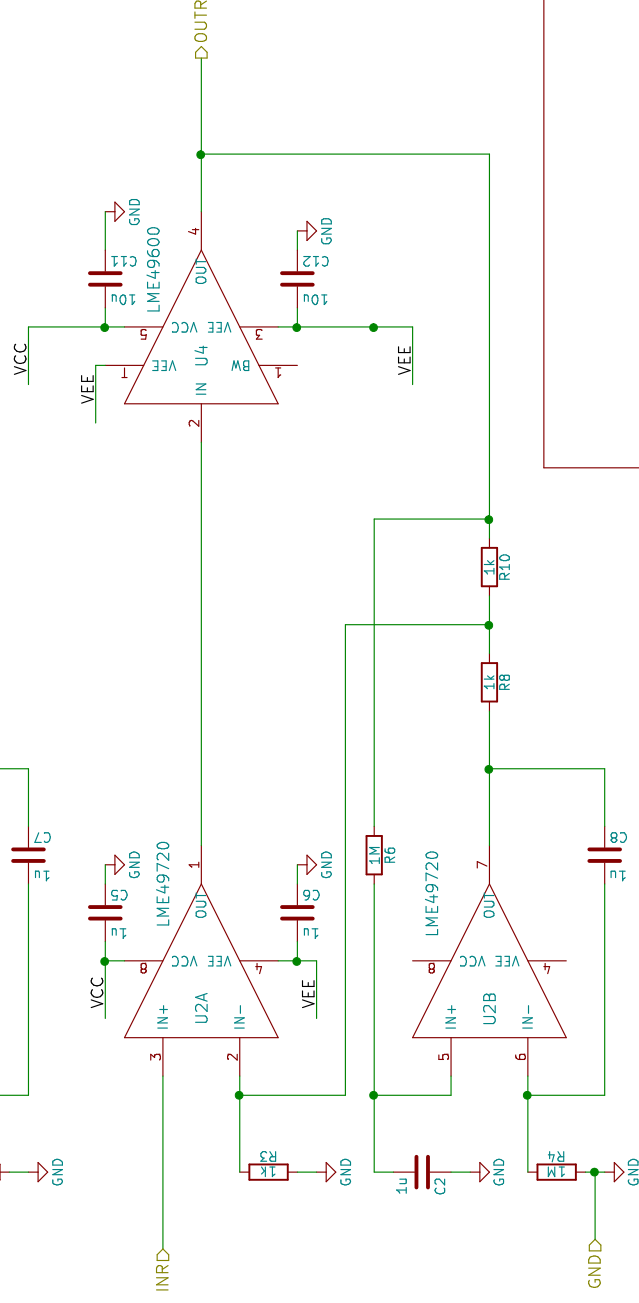 OUTR
GND
C11
10u
LME49600
4
OUT
GND
C12
10u
VCC
5
VCC
VEE
3
VEE
T
VEE
U4
BW
1
VEE
IN
2
1k
R10
1k
R8
C7
1u
GND
C5
1u
LME49720
1
OUT
GND
C6
1u
1M
R6
LME49720
7
OUT
C8
1u
VCC
8
VCC
VEE
4
VEE
U2A
IN+
IN-
3
2
8
VCC
VEE
4
U2B
IN+
IN-
5
6
GND
R3
1k
GND
1u
C2
GND
R4
1M
GND
INR
GND